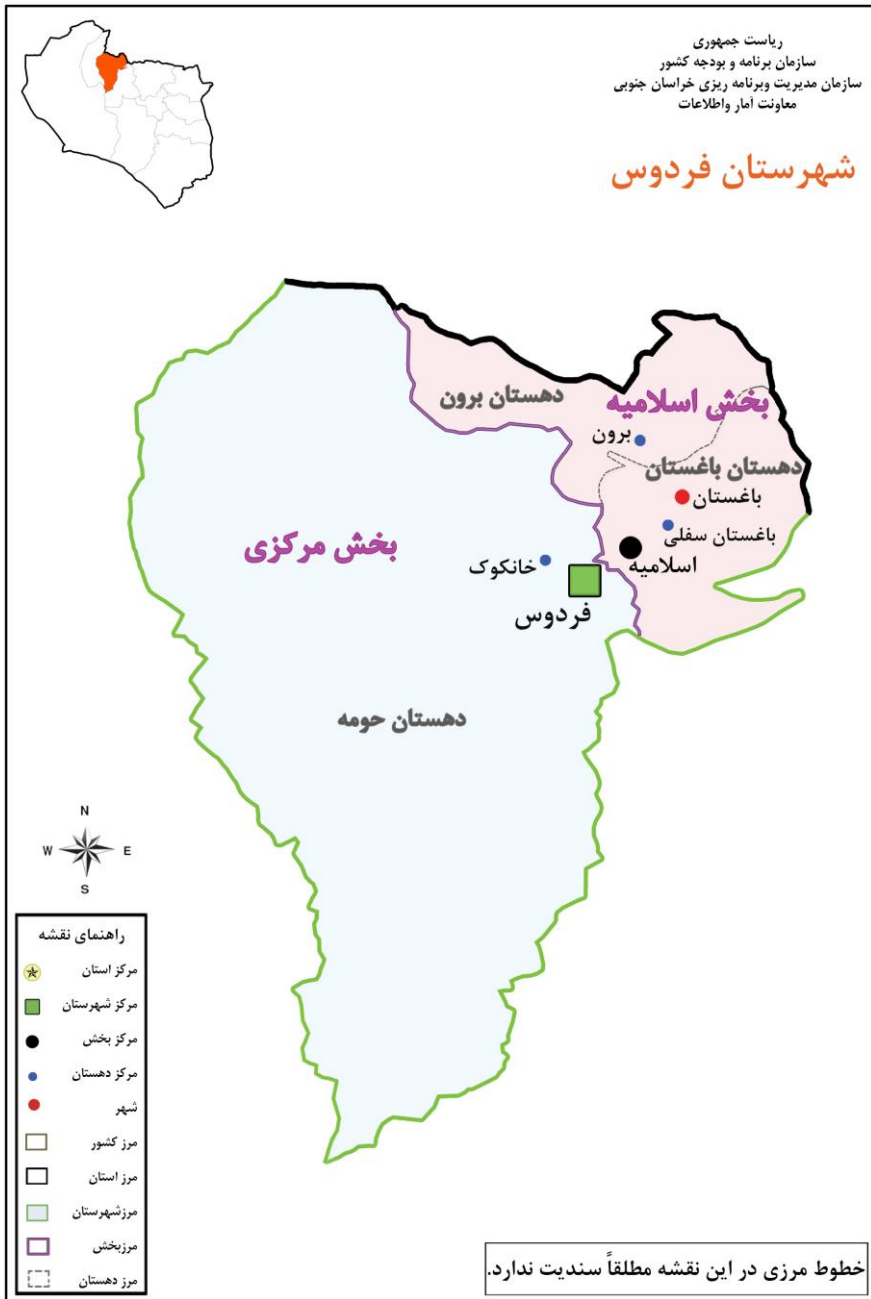 ریاست جمهوری
سازمان برنامه و بودجه کشور
سازمان مدیریت وبرنامه ریزی خراسان جنوبی
معاونت آمار واطلاعات
شهرستان فردوس
بخش اسلامیه
دهستان برون
برون
دهستان باغستان
باغستان
باغستان سفلی
اسلامیه
بخش مرکزی
خانکوک
فردوس
دهستان حومه
N
W E
S
راهنمای نقشه
مرکز استان
مرکز شهرستان
مرکز بخش
مرکز دهستان
شهر
مرز کشور
مرز استان
مرزشهرستان
مرزبخش
مرز دهستان
خطوط مرزی در این نقشه مطلقاً سندیت ندارد.